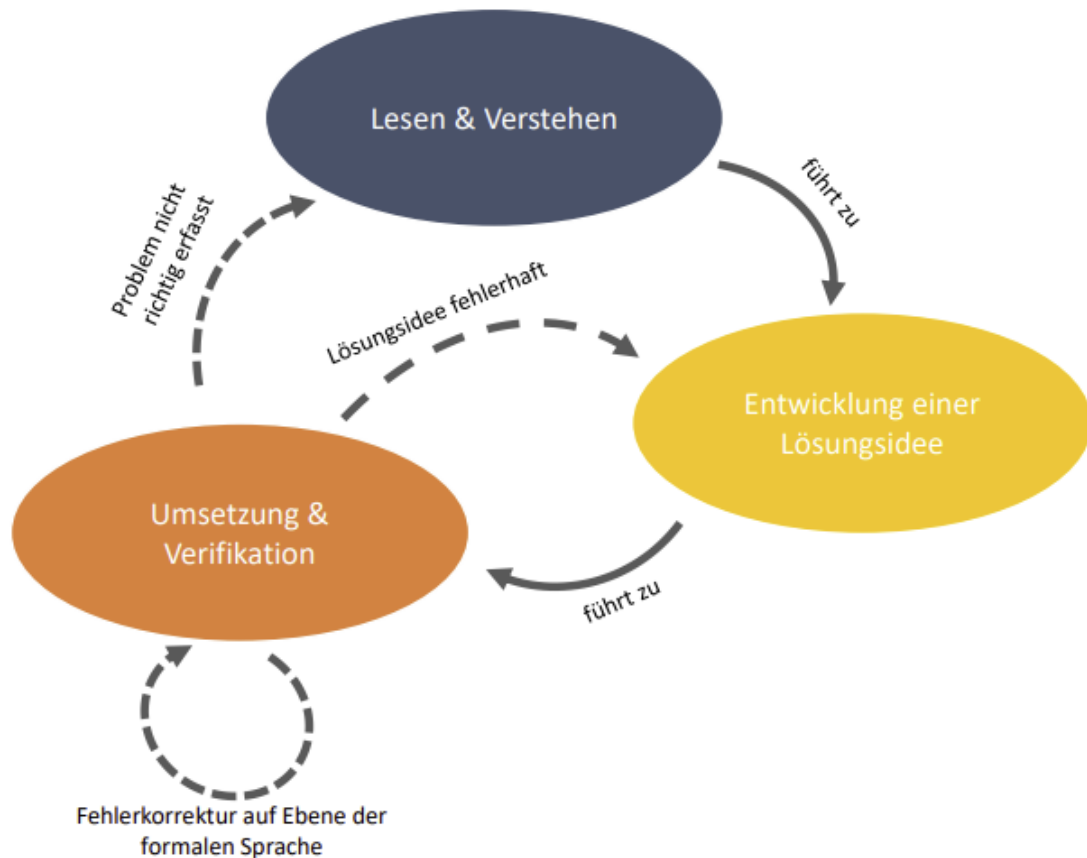 Lesen & Verstehen
führt zu
Problem nicht
richtig erfasst
Lösungsidee fehlerhaft
Entwicklung einer
Lösungsidee
Umsetzung &
Verifikation
führt zu
Fehlerkorrektur auf Ebene der
formalen Sprache